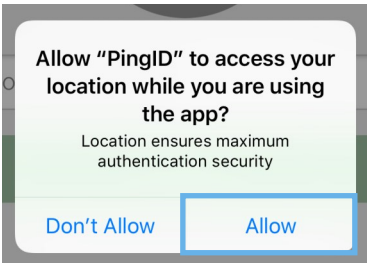 Allow “PingID” to access your
location while you are using
the app?
Location ensures maximum
authentication security
Don’t Allow
Allow